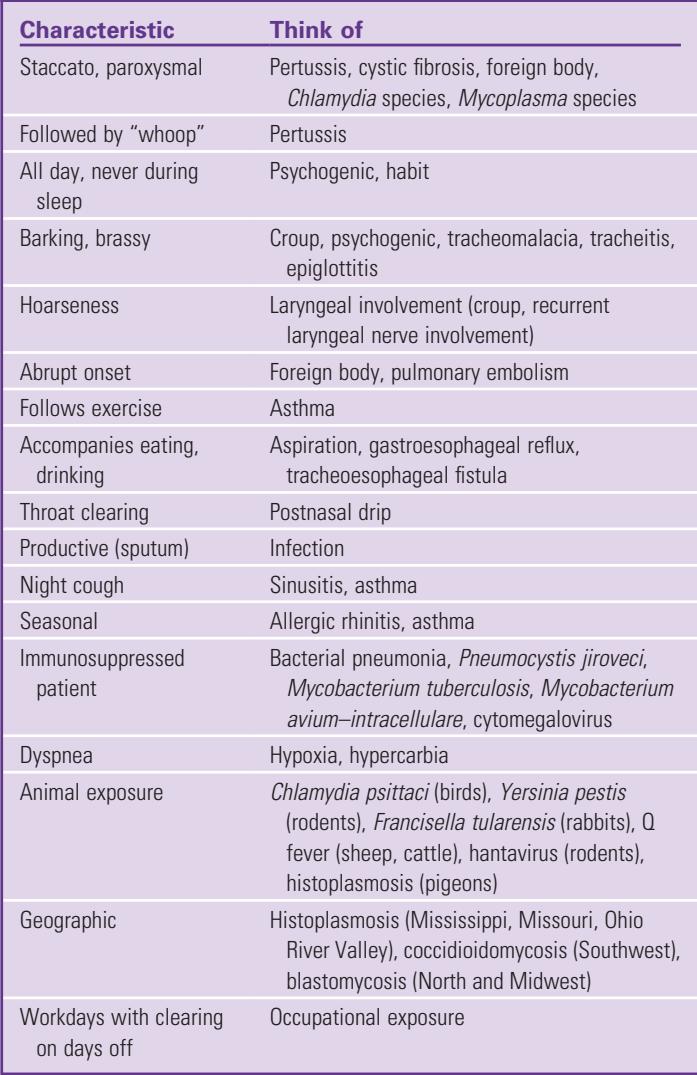 Characteristic Think of
Staccato, paroxysmal Pertussis, cystic fibrosis, foreign body,
Chlamydia species, Mycoplasma species
Followed by “whoop” Pertussis
All day, never during Psychogenic, habit
sleep
Barking, brassy Croup, psychogenic, tracheomalacia, tracheitis,
epiglottitis
Hoarseness Laryngeal involvement (croup, recurrent
laryngeal nerve involvement)
Abrupt onset Foreign body, pulmonary embolism
Follows exercise Asthma
Accompanies eating, Aspiration, gastroesophageal reflux,
drinking tracheoesophageal fistula
Throat clearing Postnasal drip
Productive (sputum) Infection
Night cough Sinusitis, asthma
Seasonal Allergic rhinitis, asthma
Immunosuppressed Bacterial pneumonia, Pneumocystis jiroveci,
patient Mycobacterium tuberculosis, Mycobacterium
avium–intracellulare, cytomegalovirus
Dyspnea Hypoxia, hypercarbia
Animal exposure Chlamydia psittaci (birds), Yersinia pestis
(rodents), Francisella tularensis (rabbits), Q
fever (sheep, cattle), hantavirus (rodents),
histoplasmosis (pigeons)
Geographic Histoplasmosis (Mississippi, Missouri, Ohio
River Valley), coccidioidomycosis (Southwest),
blastomycosis (North and Midwest)
Workdays with clearing Occupational exposure
on days off